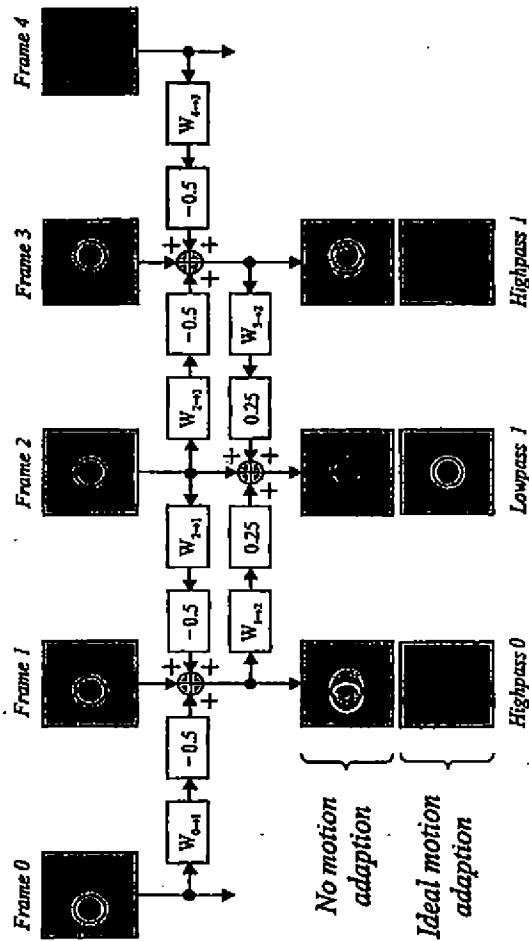 Frame 0 Frame 1 Frame 2 Frame 3 Frame 4
W₀→₁ −0.5 + + + −0.5 W₂→₁ W₂→₃ −0.5 + + + −0.5 W₄→₃
W₁→₂ 0.25 + + + 0.25 W₃→₂
No motion
adaption
Ideal motion
adaption
Highpass 0 Lowpass 1 Highpass 1